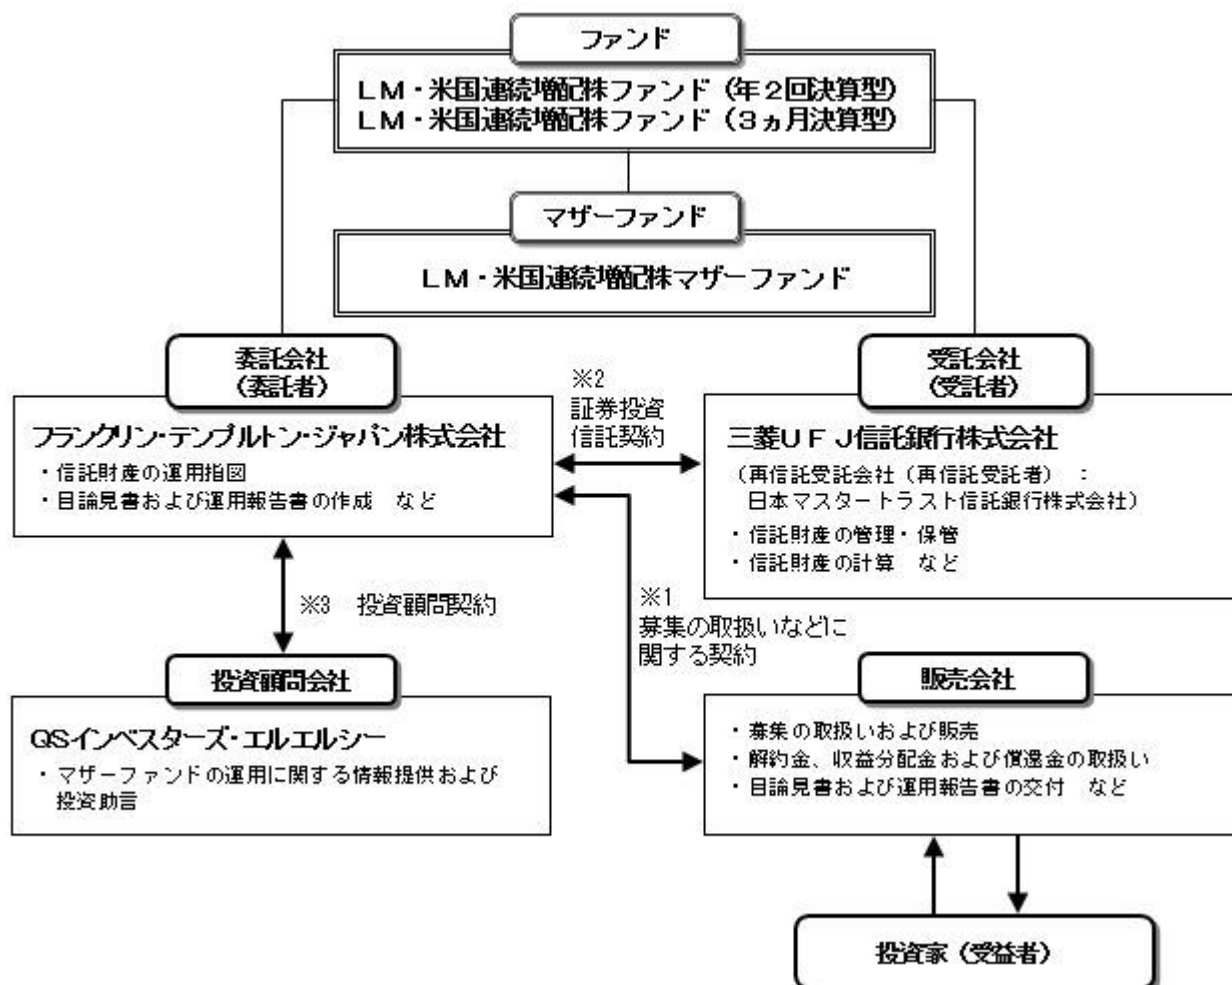 ファンド
LM・米国連続増配株ファンド(年2回決算型)
LM・米国連続増配株ファンド(3ヵ月決算型)
マザーファンド
LM・米国連続増配株マザーファンド
委託会社
(委託者)
フランクリン・テンプルトン・ジャパン株式会社
・信託財産の運用指図
・目論見書および運用報告書の作成 など
※2
証券投資
信託契約
受託会社
(受託者)
三菱UFJ信託銀行株式会社
(再信託受託会社(再信託受託者) :
日本マスタートラスト信託銀行株式会社)
・信託財産の管理・保管
・信託財産の計算 など
※3 投資顧問契約
※1
募集の取扱いなどに
関する契約
投資顧問会社
QSインベスターズ・エルエルシー
・マザーファンドの運用に関する情報提供および
投資助言
販売会社
・募集の取扱いおよび販売
・解約金、収益分配金および償還金の取扱い
・目論見書および運用報告書の交付 など
投資家(受益者)